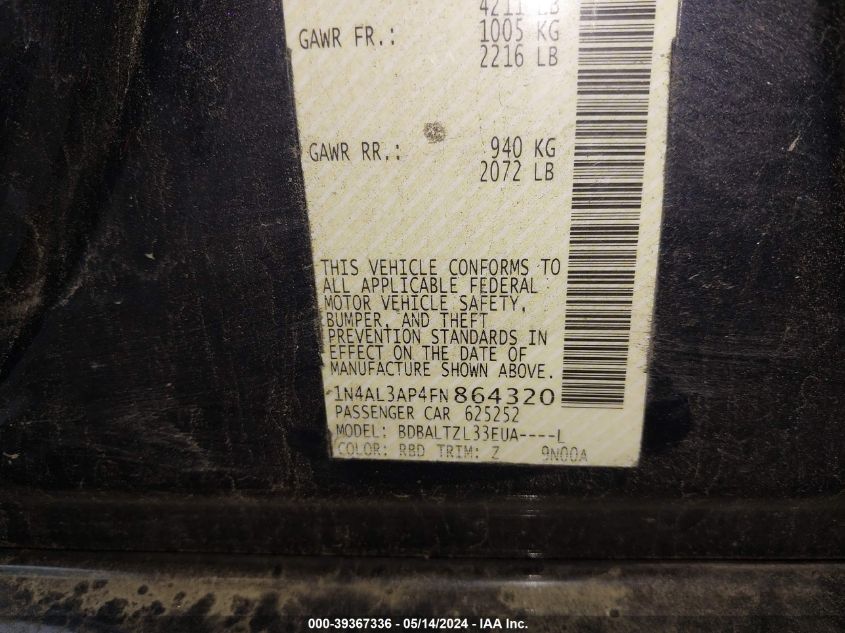 4211 LB
GAWR FR.: 1005 KG
2216 LB
GAWR RR.: 940 KG
2072 LB
THIS VEHICLE CONFORMS TO
ALL APPLICABLE FEDERAL
MOTOR VEHICLE SAFETY,
BUMPER, AND THEFT
PREVENTION STANDARDS IN
EFFECT ON THE DATE OF
MANUFACTURE SHOWN ABOVE.
1N4AL3AP4FN864320
PASSENGER CAR 625252
MODEL: BDBALTZL33EUA----L
COLOR: RBD TRIM: Z 9N00A
000-39367336 - 05/14/2024 - IAA Inc.